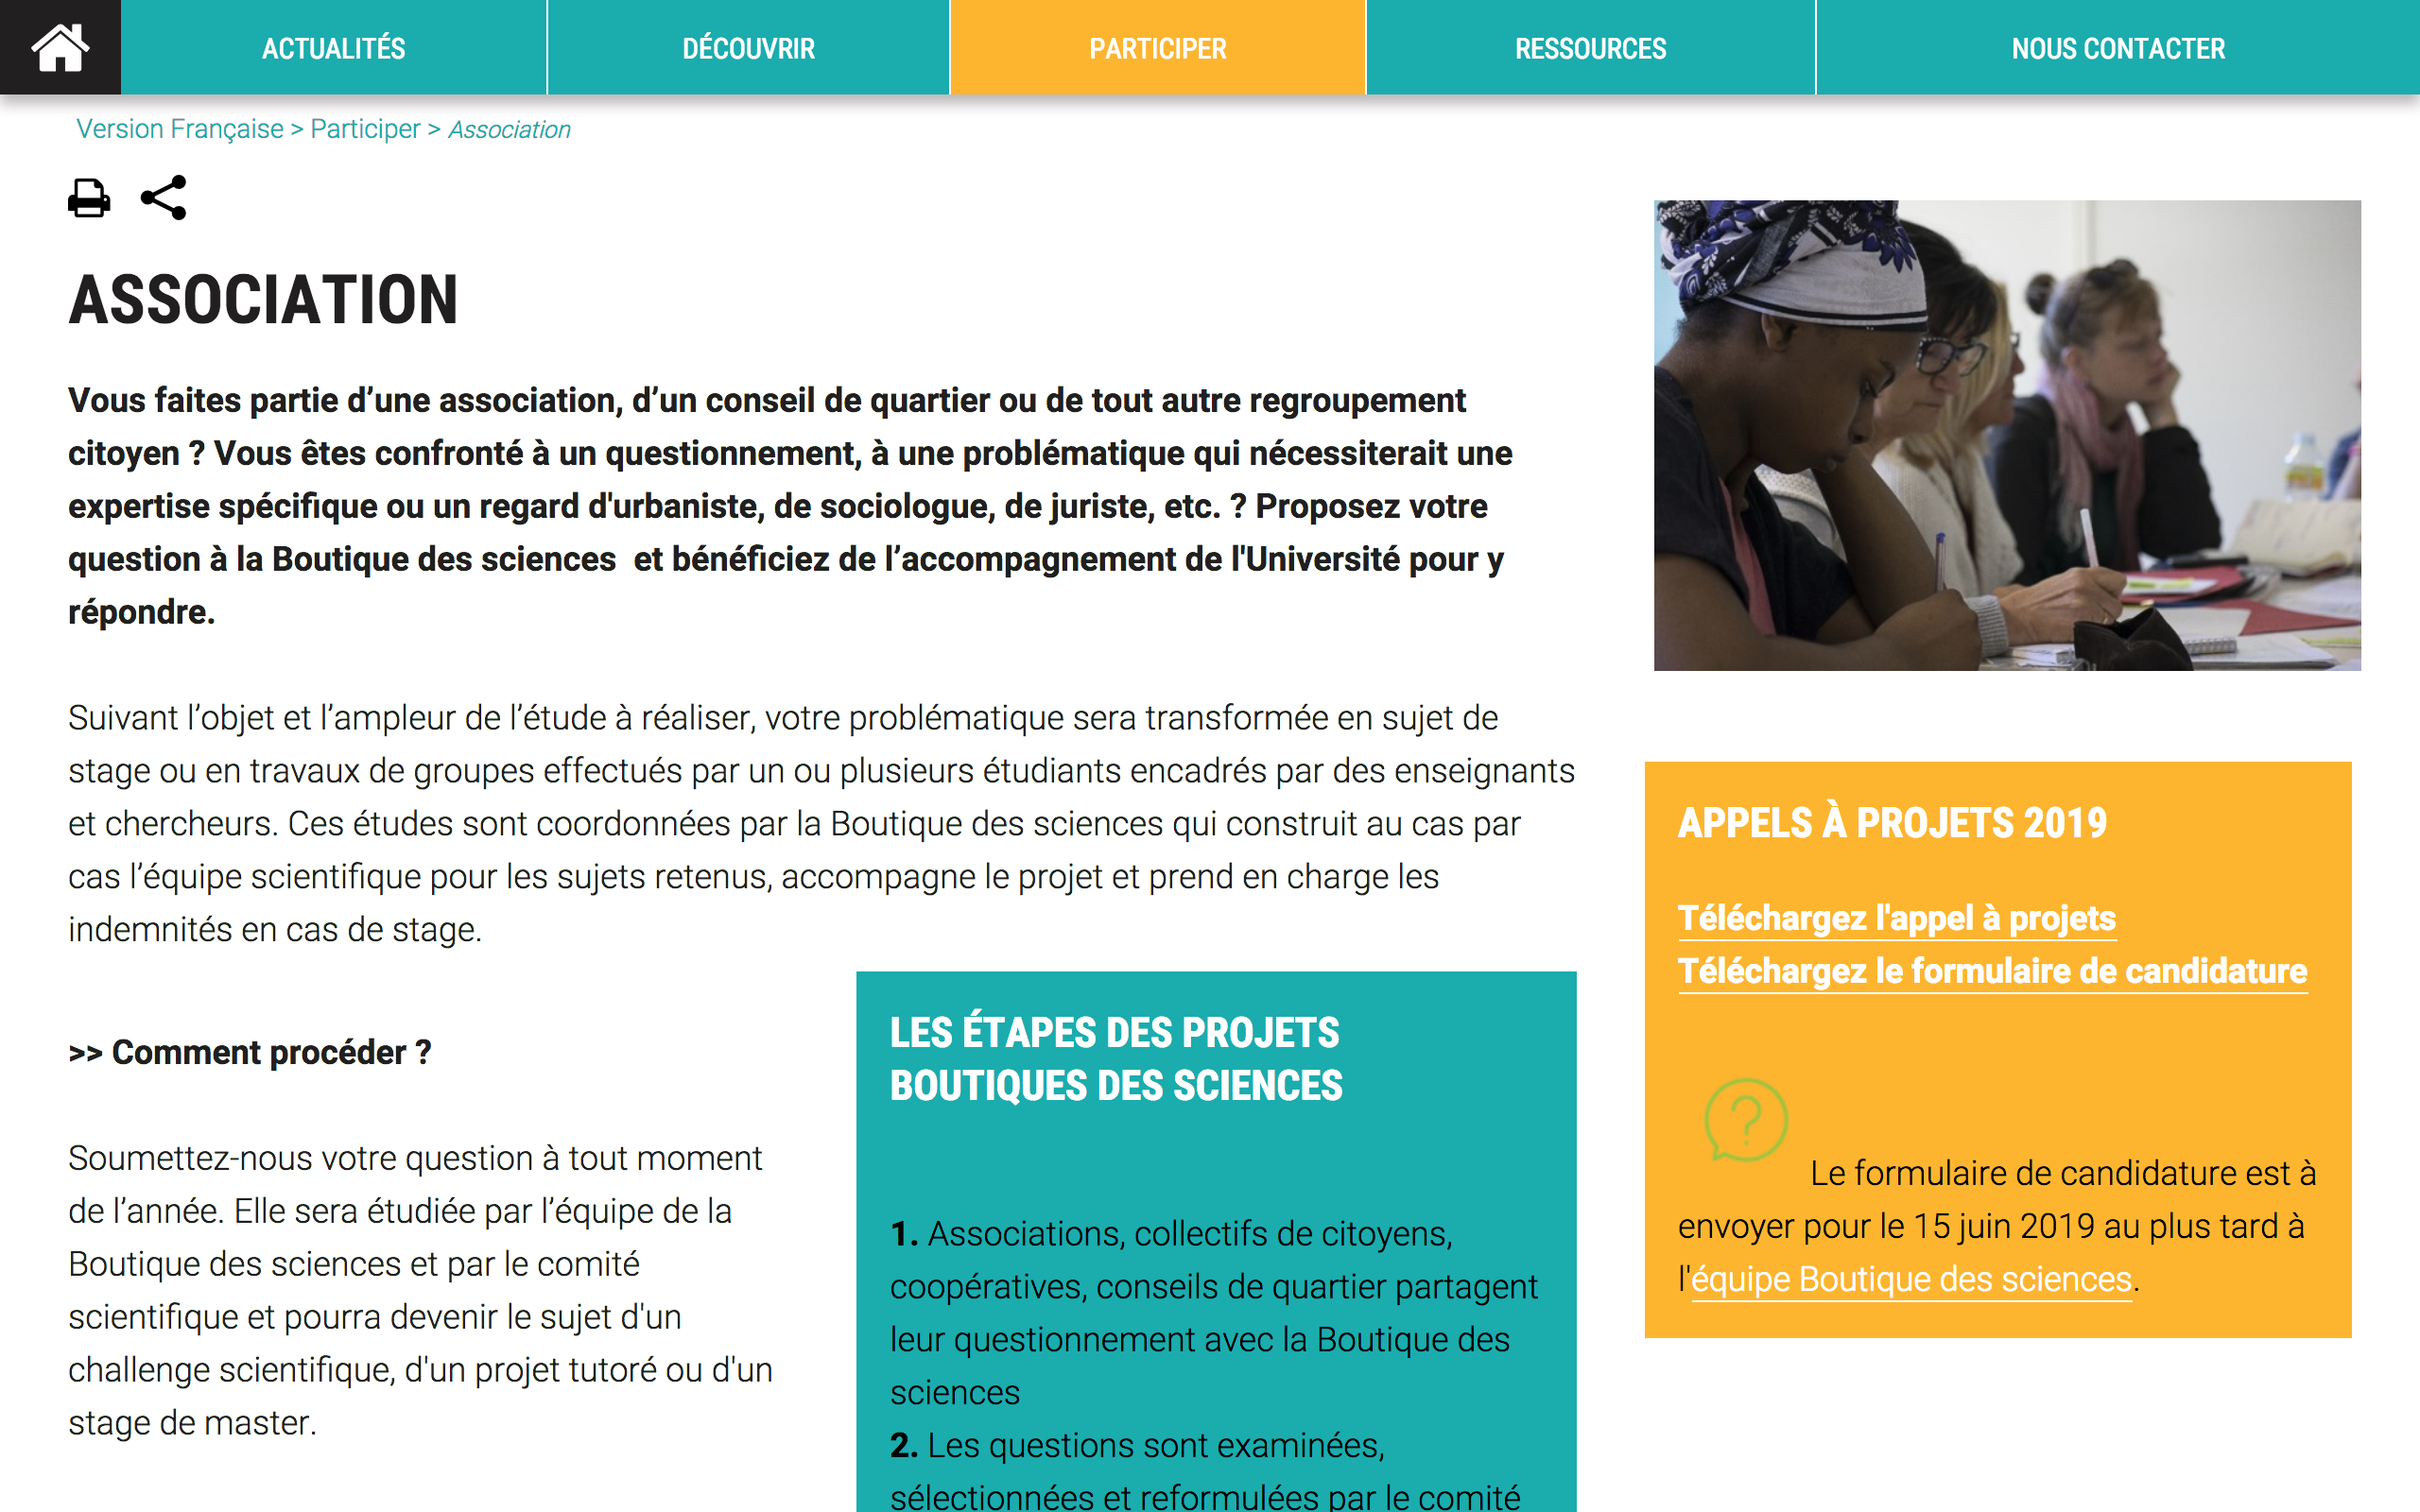 ACTUALITÉS
DÉCOUVRIR
PARTICIPER
RESSOURCES
NOUS CONTACTER
Version Française > Participer > Association
ASSOCIATION
Vous faites partie d’une association, d’un conseil de quartier ou de tout autre regroupement
citoyen ? Vous êtes confronté à un questionnement, à une problématique qui nécessiterait une
expertise spécifique ou un regard d'urbaniste, de sociologue, de juriste, etc. ? Proposez votre
question à la Boutique des sciences  et bénéficiez de l’accompagnement de l'Université pour y
répondre.
Suivant l’objet et l’ampleur de l’étude à réaliser, votre problématique sera transformée en sujet de
stage ou en travaux de groupes effectués par un ou plusieurs étudiants encadrés par des enseignants
et chercheurs. Ces études sont coordonnées par la Boutique des sciences qui construit au cas par
cas l’équipe scientifique pour les sujets retenus, accompagne le projet et prend en charge les
indemnités en cas de stage.
>> Comment procéder ?
Soumettez-nous votre question à tout moment
de l’année. Elle sera étudiée par l’équipe de la
Boutique des sciences et par le comité
scientifique et pourra devenir le sujet d'un
challenge scientifique, d'un projet tutoré ou d'un
stage de master.
LES ÉTAPES DES PROJETS
BOUTIQUES DES SCIENCES
1. Associations, collectifs de citoyens,
coopératives, conseils de quartier partagent
leur questionnement avec la Boutique des
sciences
2. Les questions sont examinées,
sélectionnées et reformulées par le comité
APPELS À PROJETS 2019
Téléchargez l'appel à projets
Téléchargez le formulaire de candidature
Le formulaire de candidature est à
envoyer pour le 15 juin 2019 au plus tard à
l'équipe Boutique des sciences.